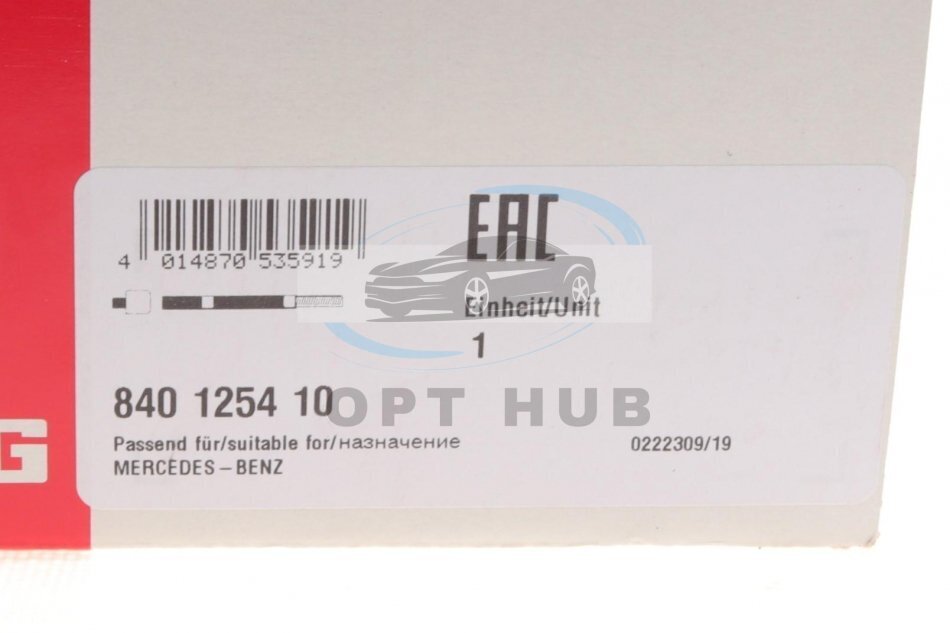 EAC
4 014870 535919
Einheit/Unit
1
840 1254 10
OPT HUB
Passend für/suitable for/назначение
0222309/19
MERCEDES-BENZ
G